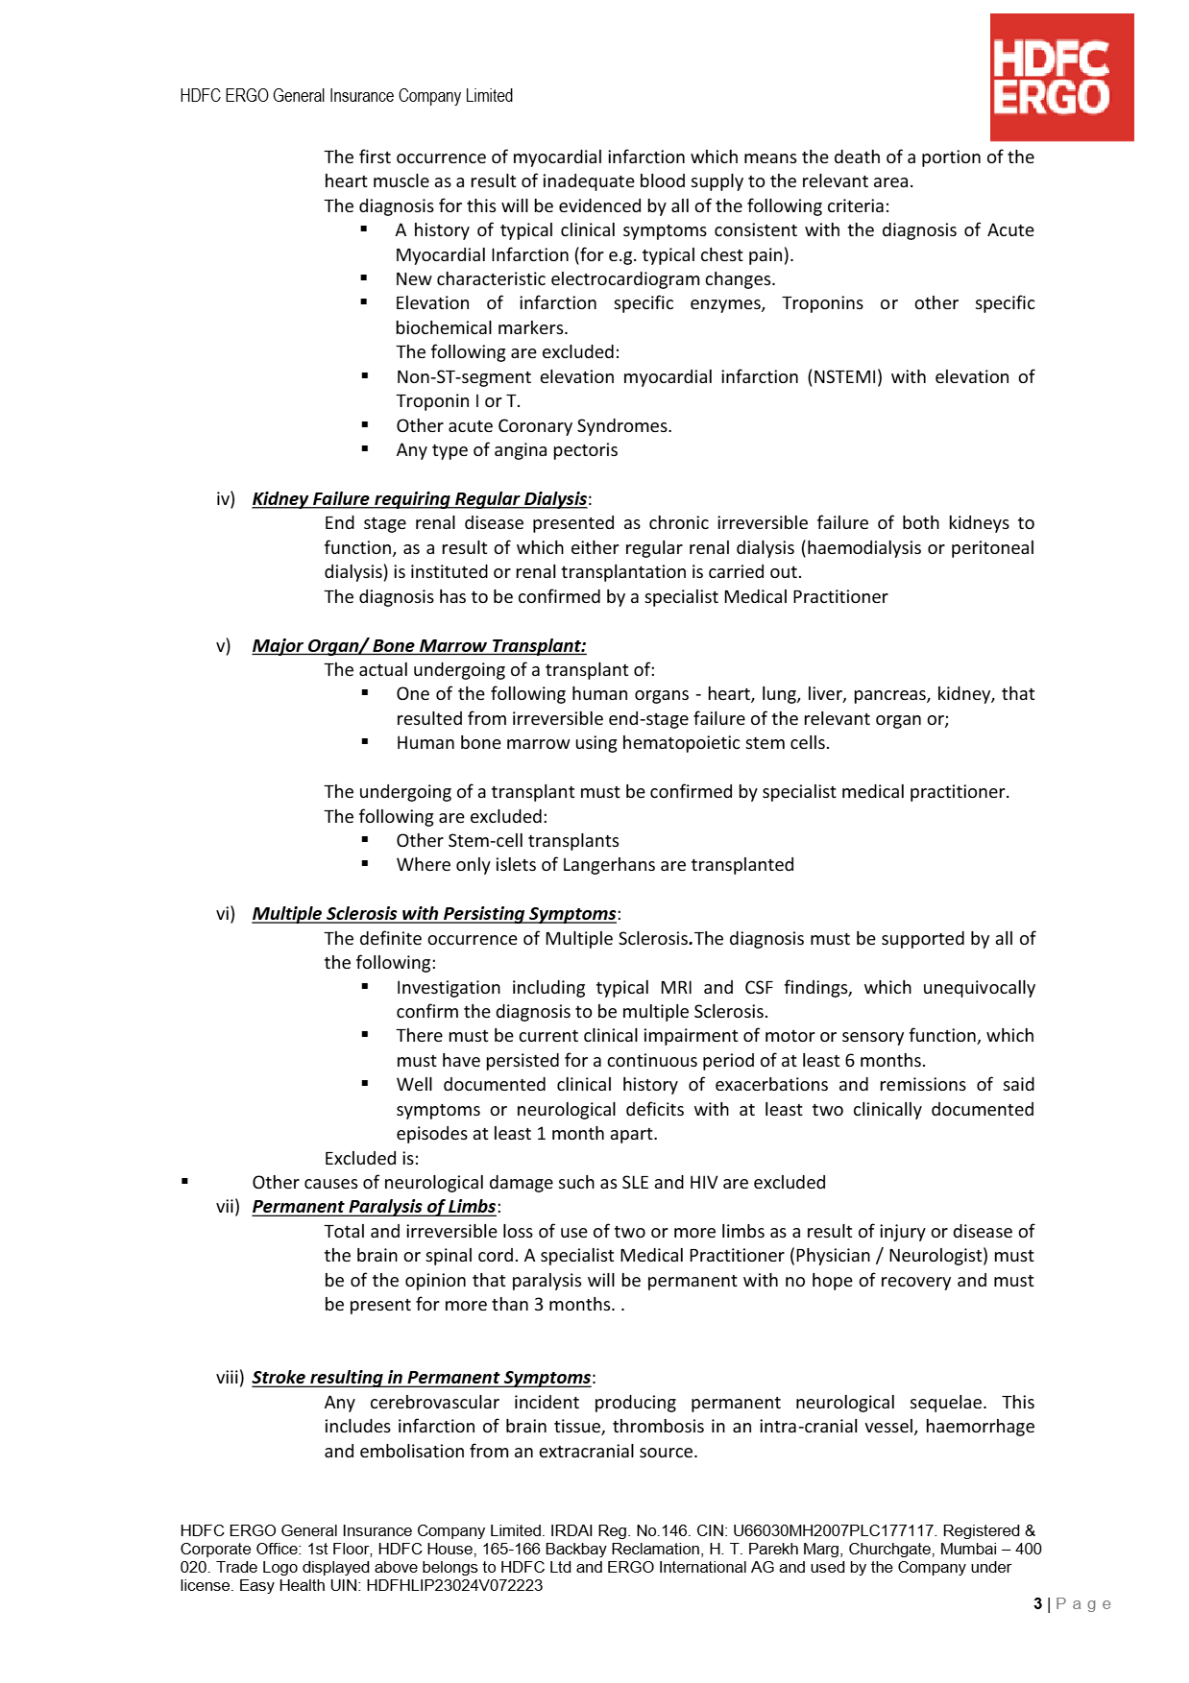 HDFC
ERGO
HDFC ERGO General Insurance Company Limited
The first occurrence of myocardial infarction which means the death of a portion of the
heart muscle as a result of inadequate blood supply to the relevant area.
The diagnosis for this will be evidenced by all of the following criteria:
▪ A history of typical clinical symptoms consistent with the diagnosis of Acute
Myocardial Infarction (for e.g. typical chest pain).
▪ New characteristic electrocardiogram changes.
▪ Elevation of infarction specific enzymes, Troponins or other specific
biochemical markers.
The following are excluded:
▪ Non-ST-segment elevation myocardial infarction (NSTEMI) with elevation of
Troponin I or T.
▪ Other acute Coronary Syndromes.
▪ Any type of angina pectoris
iv) Kidney Failure requiring Regular Dialysis:
End stage renal disease presented as chronic irreversible failure of both kidneys to
function, as a result of which either regular renal dialysis (haemodialysis or peritoneal
dialysis) is instituted or renal transplantation is carried out.
The diagnosis has to be confirmed by a specialist Medical Practitioner
v) Major Organ/ Bone Marrow Transplant:
The actual undergoing of a transplant of:
▪ One of the following human organs - heart, lung, liver, pancreas, kidney, that
resulted from irreversible end-stage failure of the relevant organ or;
▪ Human bone marrow using hematopoietic stem cells.
The undergoing of a transplant must be confirmed by specialist medical practitioner.
The following are excluded:
▪ Other Stem-cell transplants
▪ Where only islets of Langerhans are transplanted
vi) Multiple Sclerosis with Persisting Symptoms:
The definite occurrence of Multiple Sclerosis.The diagnosis must be supported by all of
the following:
▪ Investigation including typical MRI and CSF findings, which unequivocally
confirm the diagnosis to be multiple Sclerosis.
▪ There must be current clinical impairment of motor or sensory function, which
must have persisted for a continuous period of at least 6 months.
▪ Well documented clinical history of exacerbations and remissions of said
symptoms or neurological deficits with at least two clinically documented
episodes at least 1 month apart.
Excluded is:
▪ Other causes of neurological damage such as SLE and HIV are excluded
vii) Permanent Paralysis of Limbs:
Total and irreversible loss of use of two or more limbs as a result of injury or disease of
the brain or spinal cord. A specialist Medical Practitioner (Physician / Neurologist) must
be of the opinion that paralysis will be permanent with no hope of recovery and must
be present for more than 3 months. .
viii) Stroke resulting in Permanent Symptoms:
Any cerebrovascular incident producing permanent neurological sequelae. This
includes infarction of brain tissue, thrombosis in an intra-cranial vessel, haemorrhage
and embolisation from an extracranial source.
HDFC ERGO General Insurance Company Limited. IRDAI Reg. No.146. CIN: U66030MH2007PLC177117. Registered &
Corporate Office: 1st Floor, HDFC House, 165-166 Backbay Reclamation, H. T. Parekh Marg, Churchgate, Mumbai – 400
020. Trade Logo displayed above belongs to HDFC Ltd and ERGO International AG and used by the Company under
license. Easy Health UIN: HDFHLIP23024V072223
3 | Page